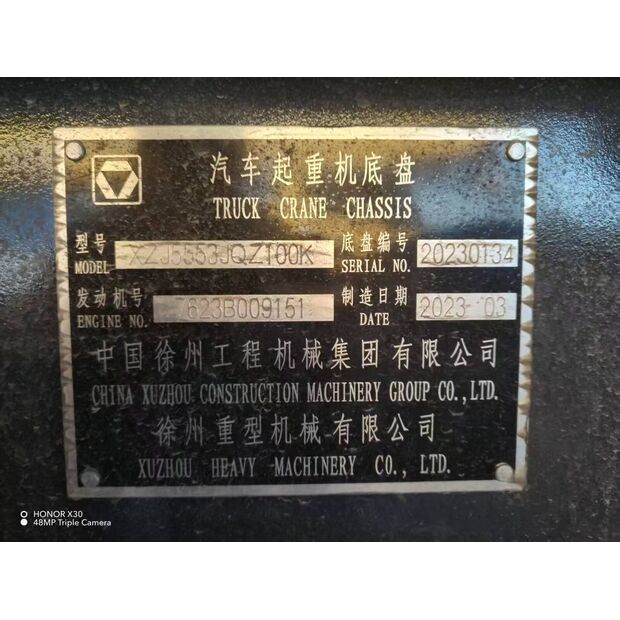 汽车起重机底盘
TRUCK CRANE CHASSIS
型号 XZJ5553JQZ100K 底盘编号 20230134
MODEL SERIAL NO.
发动机号 7623B009151 制造日期 2023 03
ENGINE NO. DATE
中国徐州工程机械集团有限公司
CHINA XUZHOU CONSTRUCTION MACHINERY GROUP CO., LTD.
徐州重型机械有限公司
XUZHOU HEAVY MACHINERY CO., LTD.
HONOR X30
48MP Triple Camera